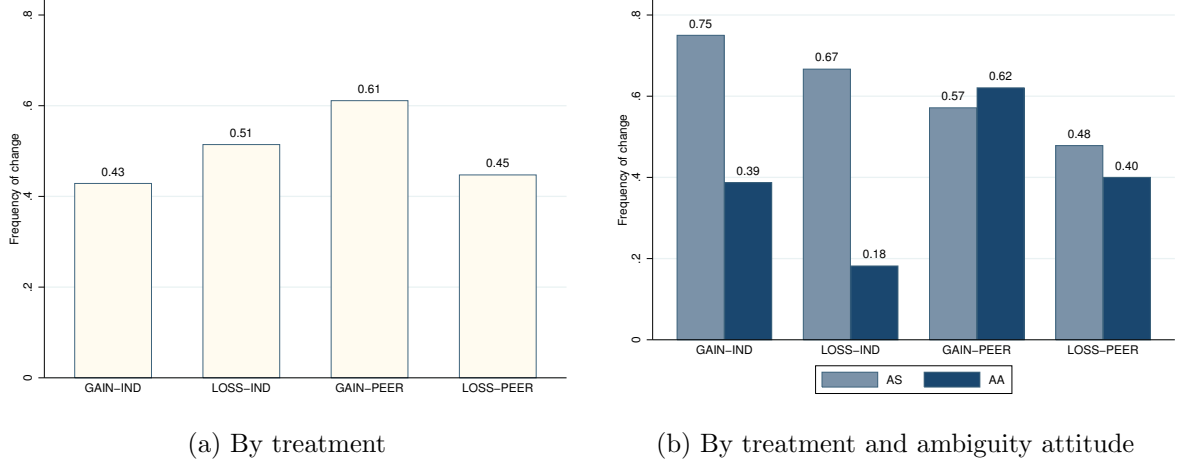 .8
.6
.4
.2
0
Frequency of change
0.43
0.51
0.61
0.45
GAIN−IND LOSS−IND GAIN−PEER LOSS−PEER
(a) By treatment
.8
.6
.4
.2
0
Frequency of change
0.75 0.39
0.67 0.18
0.57 0.62
0.48 0.40
GAIN−IND LOSS−IND GAIN−PEER LOSS−PEER
AS AA
(b) By treatment and ambiguity attitude